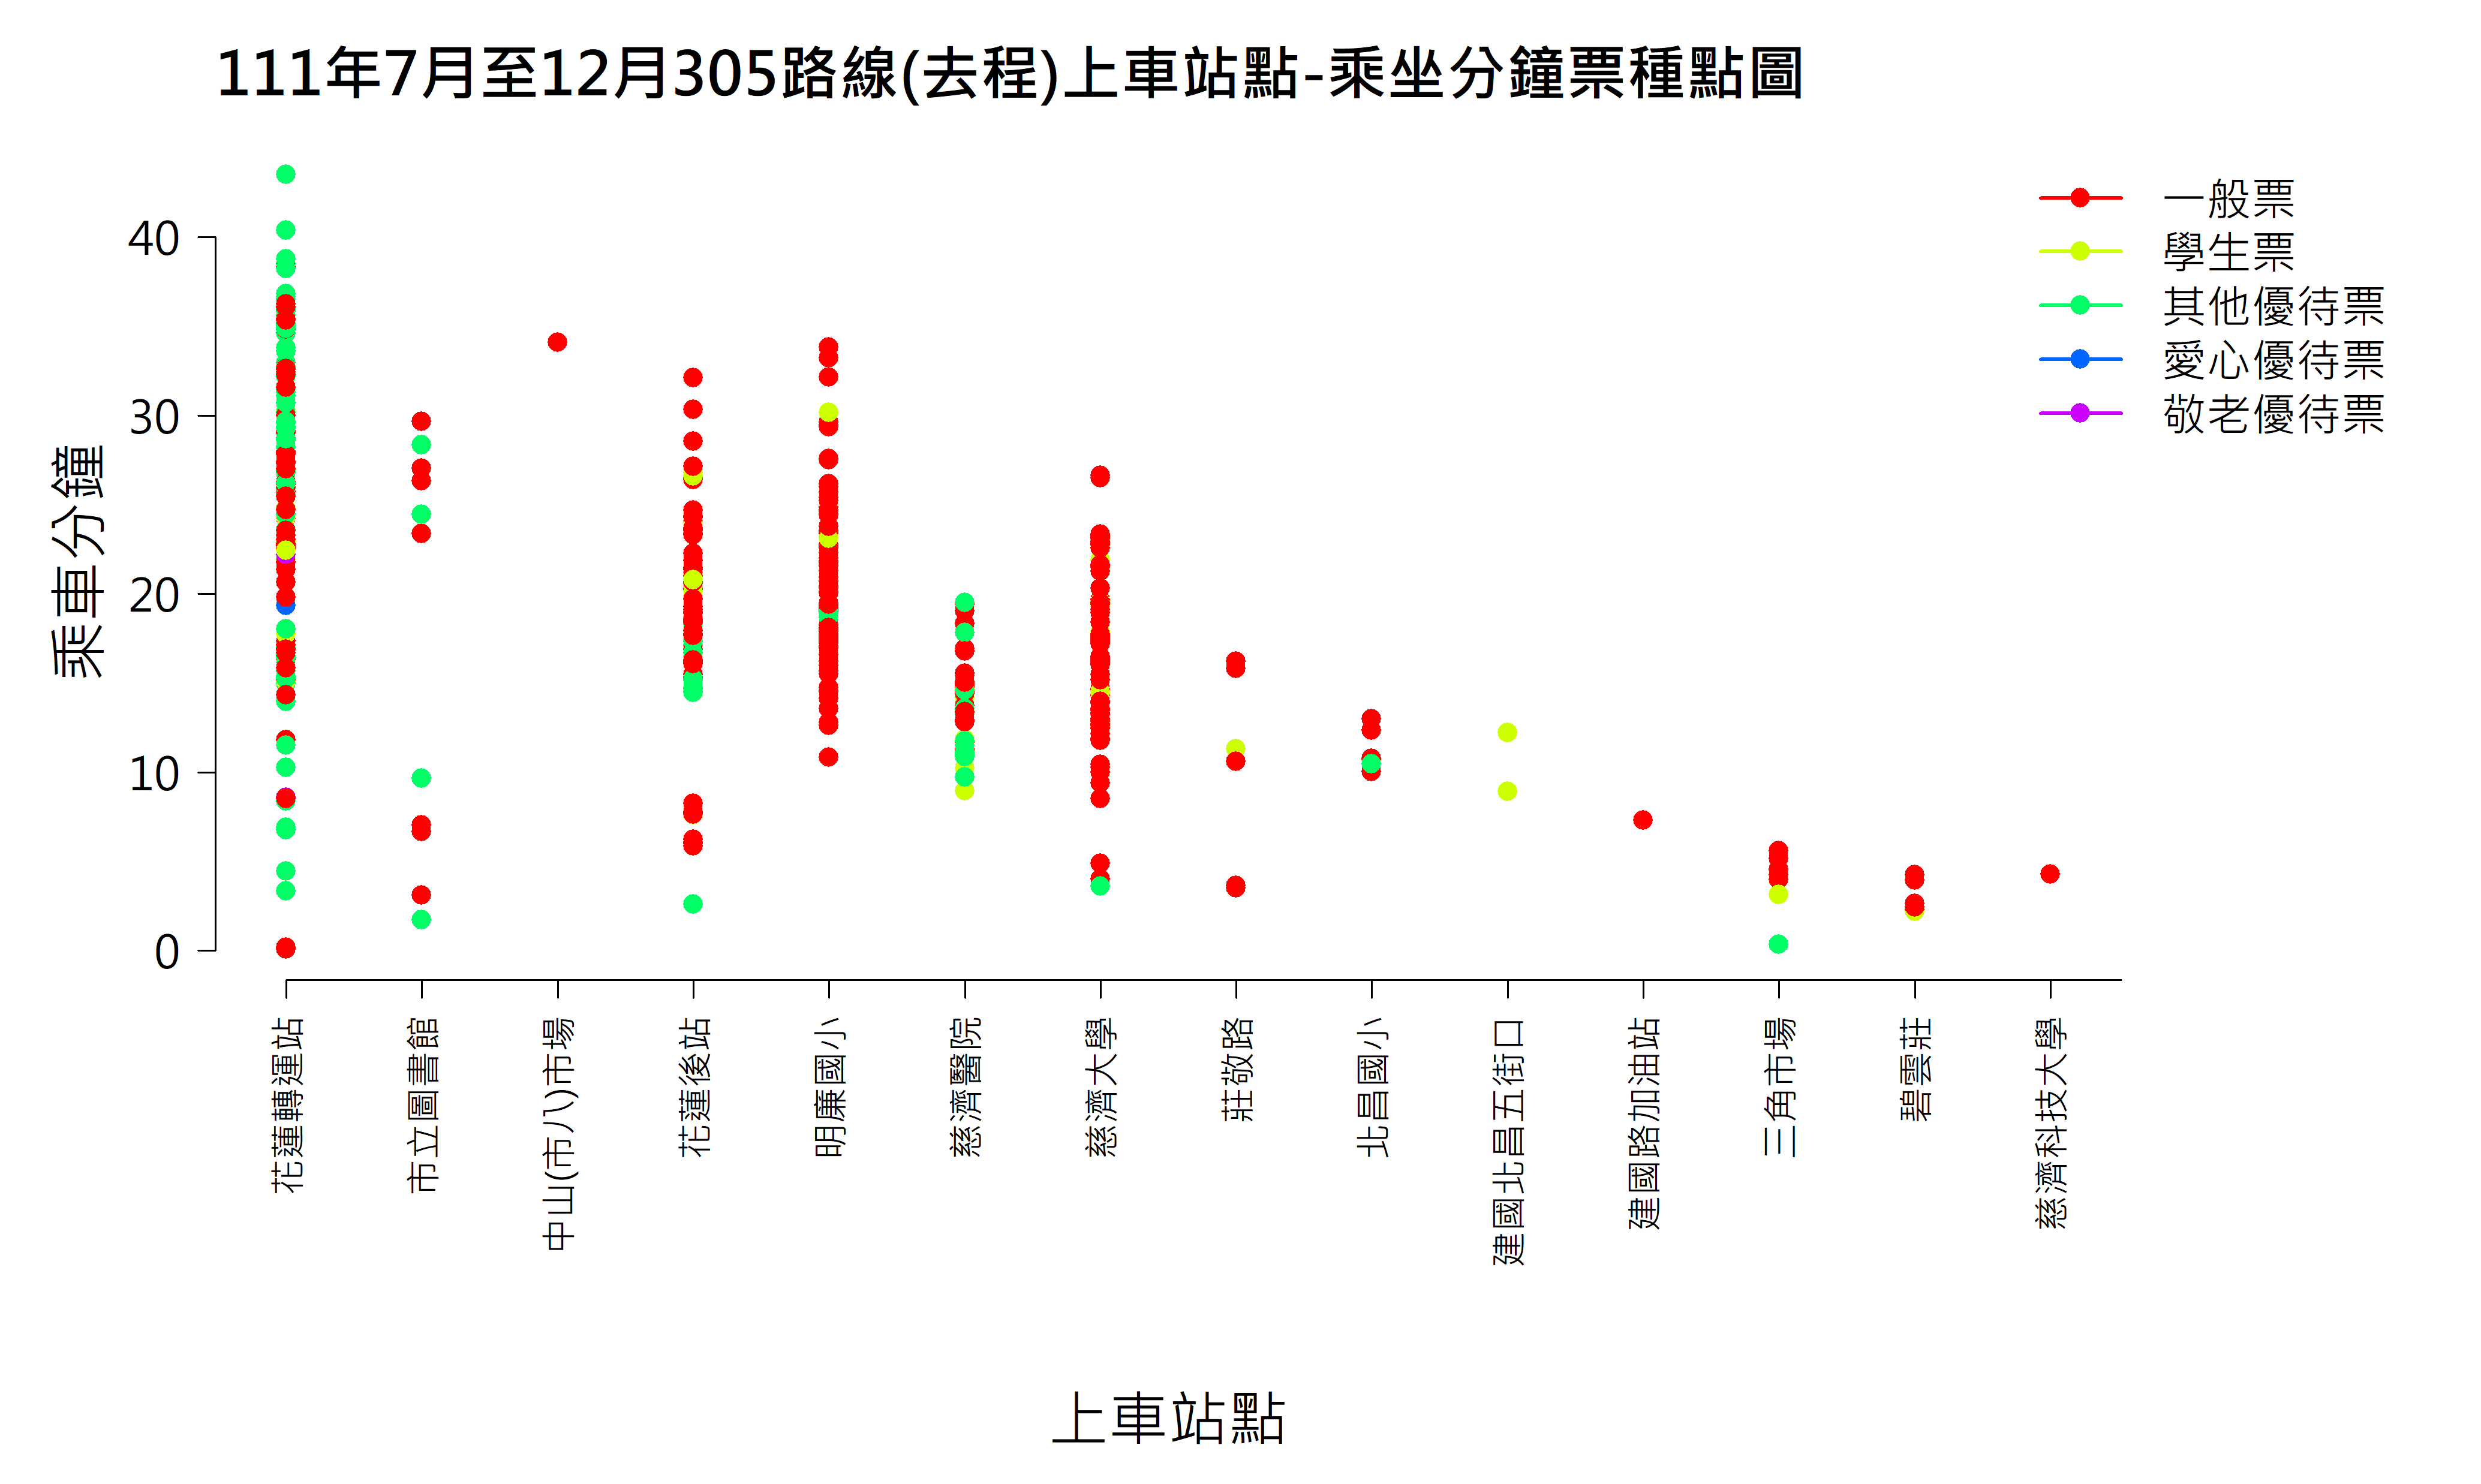 111年7月至12月305路線(去程)上車站點-乘坐分鐘票種點圖
一般票
學生票
其他優待票
愛心優待票
敬老優待票
乘車分鐘
40
30
20
10
0
花蓮轉運站
市立圖書館
中山(市八)市場
花蓮後站
明廉國小
慈濟醫院
慈濟大學
莊敬路
北昌國小
建國北昌五街口
建國路加油站
三角市場
碧雲莊
慈濟科技大學
上車站點